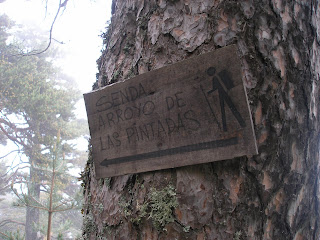 SENDA
ARROYO DE
LAS PINTADAS